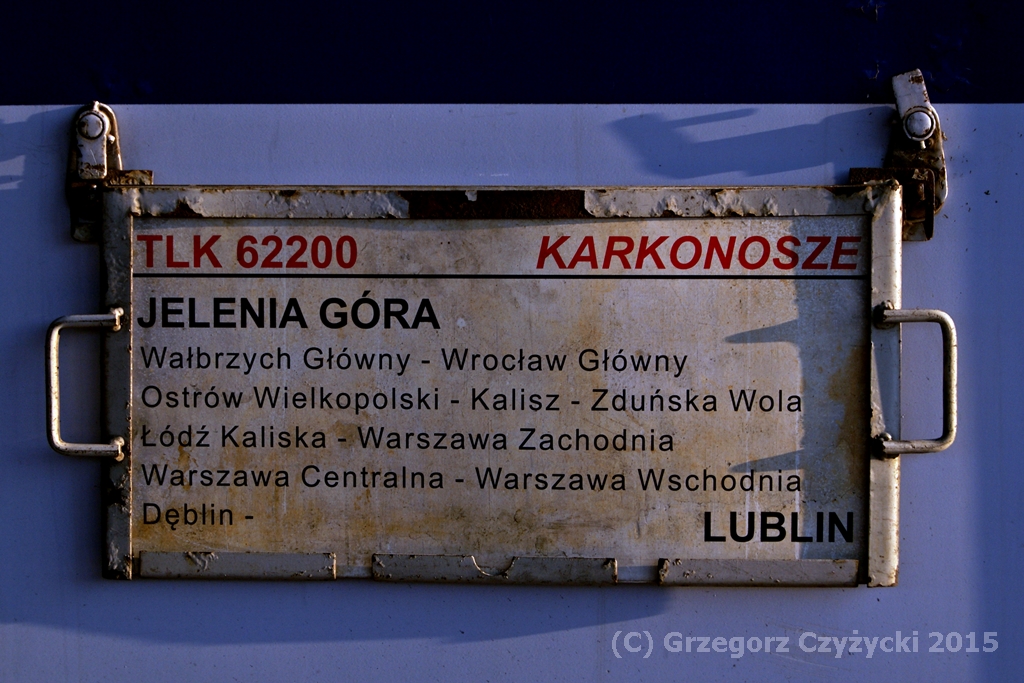 TLK 62200 KARKONOSZE
JELENIA GÓRA
Wałbrzych Główny - Wrocław Główny
Ostrów Wielkopolski - Kalisz - Zduńska Wola
Łódź Kaliska - Warszawa Zachodnia
Warszawa Centralna - Warszawa Wschodnia
Dęblin -
LUBLIN
(C) Grzegorz Czyżycki 2015